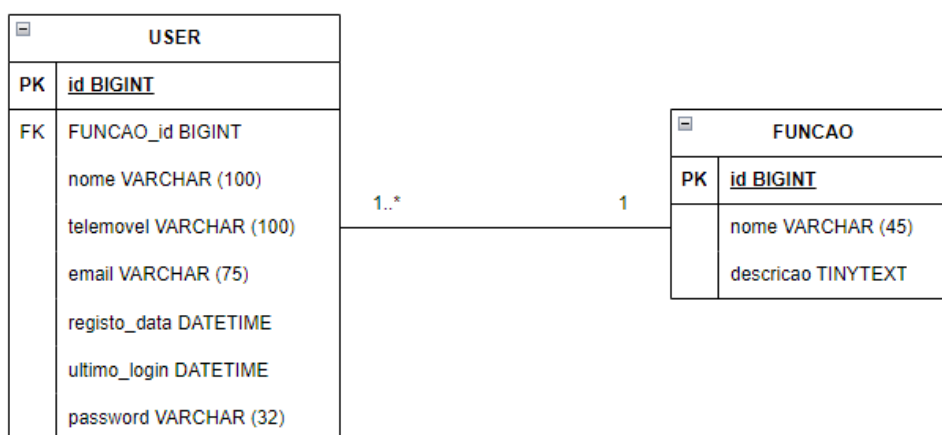 USER
PK id BIGINT
FK FUNCAO_id BIGINT
nome VARCHAR (100)
telemovel VARCHAR (100)
email VARCHAR (75)
registo_data DATETIME
ultimo_login DATETIME
password VARCHAR (32)
1..* 1
FUNCAO
PK id BIGINT
nome VARCHAR (45)
descricao TINYTEXT